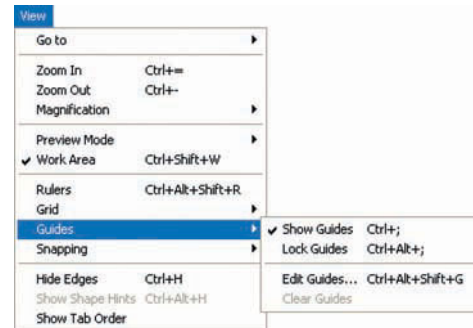 View
Go to
Zoom In Ctrl+=
Zoom Out Ctrl+-
Magnification
Preview Mode
Work Area Ctrl+Shift+W
Rulers Ctrl+Alt+Shift+R
Grid
Guides
Snapping
Hide Edges Ctrl+H
Show Shape Hints Ctrl+Alt+H
Show Tab Order
Show Guides Ctrl+;
Lock Guides Ctrl+Alt+;
Edit Guides... Ctrl+Alt+Shift+G
Clear Guides